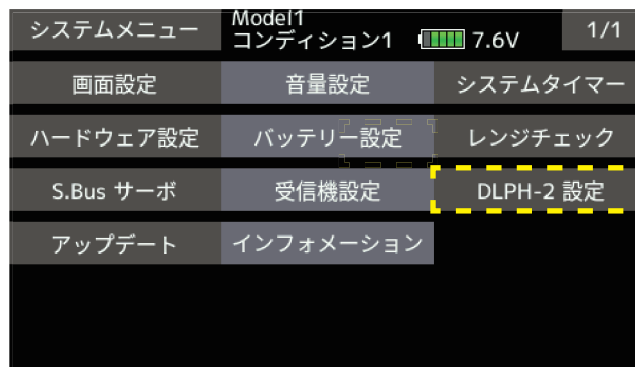 システムメニュー
Model1
コンディション1
7.6V
1/1
画面設定
音量設定
システムタイマー
ハードウェア設定
バッテリー設定
レンジチェック
S.Bus サーボ
受信機設定
DLPH-2 設定
アップデート
インフォメーション